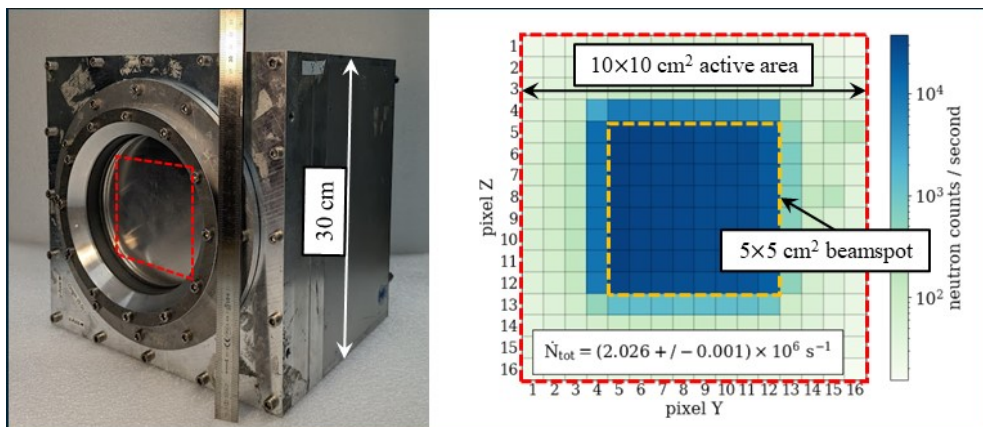 30 cm
10×10 cm² active area
5×5 cm² beamspot
Ṅtot = (2.026 +/− 0.001) × 10⁶ s⁻¹
pixel Z
1
2
3
4
5
6
7
8
9
10
11
12
13
14
15
16
1 2 3 4 5 6 7 8 9 10 11 12 13 14 15 16
pixel Y
10⁴
10³
10²
neutron counts / second